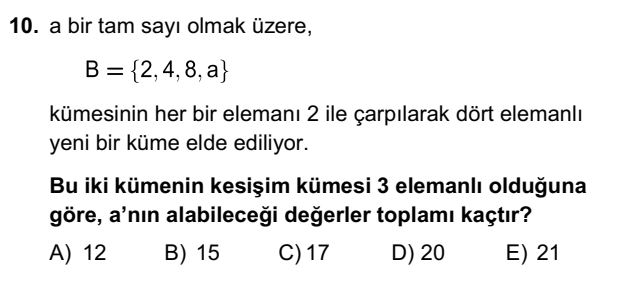 10. a bir tam sayı olmak üzere,
B = {2, 4, 8, a}
kümesinin her bir elemanı 2 ile çarpılarak dört elemanlı
yeni bir küme elde ediliyor.
Bu iki kümenin kesişim kümesi 3 elemanlı olduğuna
göre, a’nın alabileceği değerler toplamı kaçtır?
A) 12 B) 15 C) 17 D) 20 E) 21